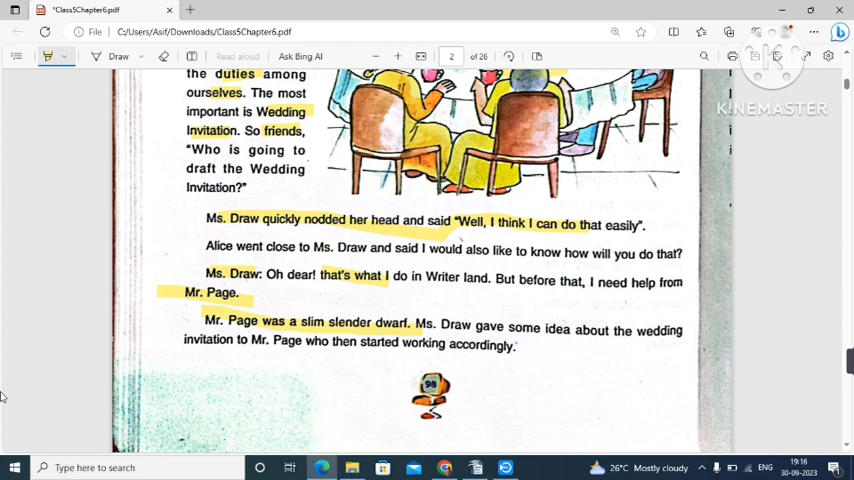 *Class5Chapter6.pdf
File
C:/Users/Asif/Downloads/Class5Chapter6.pdf
Draw
Read aloud
Ask Bing AI
2
of 26
KINEMASTER
the duties among
ourselves. The most
important is Wedding
Invitation. So friends,
"Who is going to
draft the Wedding
Invitation?"
Ms. Draw quickly nodded her head and said "Well, I think I can do that easily".
Alice went close to Ms. Draw and said I would also like to know how will you do that?
Ms. Draw: Oh dear! that's what I do in Writer land. But before that, I need help from
Mr. Page.
Mr. Page was a slim slender dwarf. Ms. Draw gave some idea about the wedding
invitation to Mr. Page who then started working accordingly.
98
Type here to search
26°C Mostly cloudy
ENG
19:16
30-09-2023